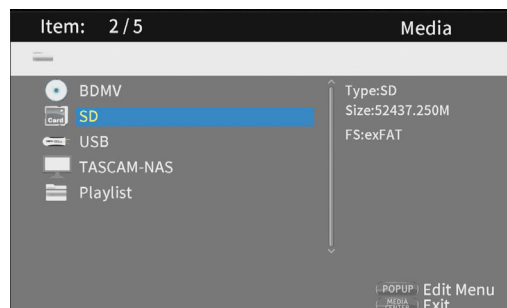 Item: 2/5
Media
BDMV
Card
SD
USB
TASCAM-NAS
Playlist
Type:SD
Size:52437.250M
FS:exFAT
POPUP Edit Menu
MEDIA CENTER Exit